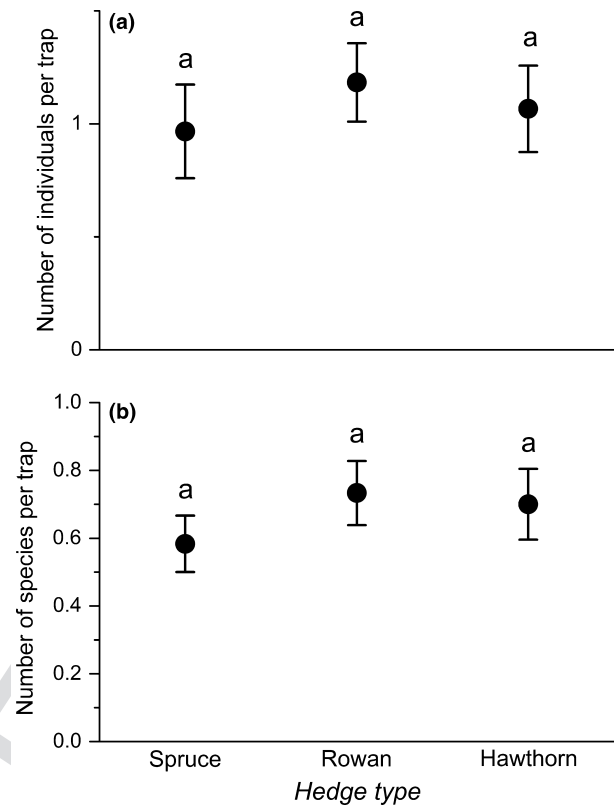 (a)
a
a
a
Number of individuals per trap
1
0
(b)
a
a
a
Number of species per trap
1.0
0.8
0.6
0.4
0.2
0.0
Spruce Rowan Hawthorn
Hedge type